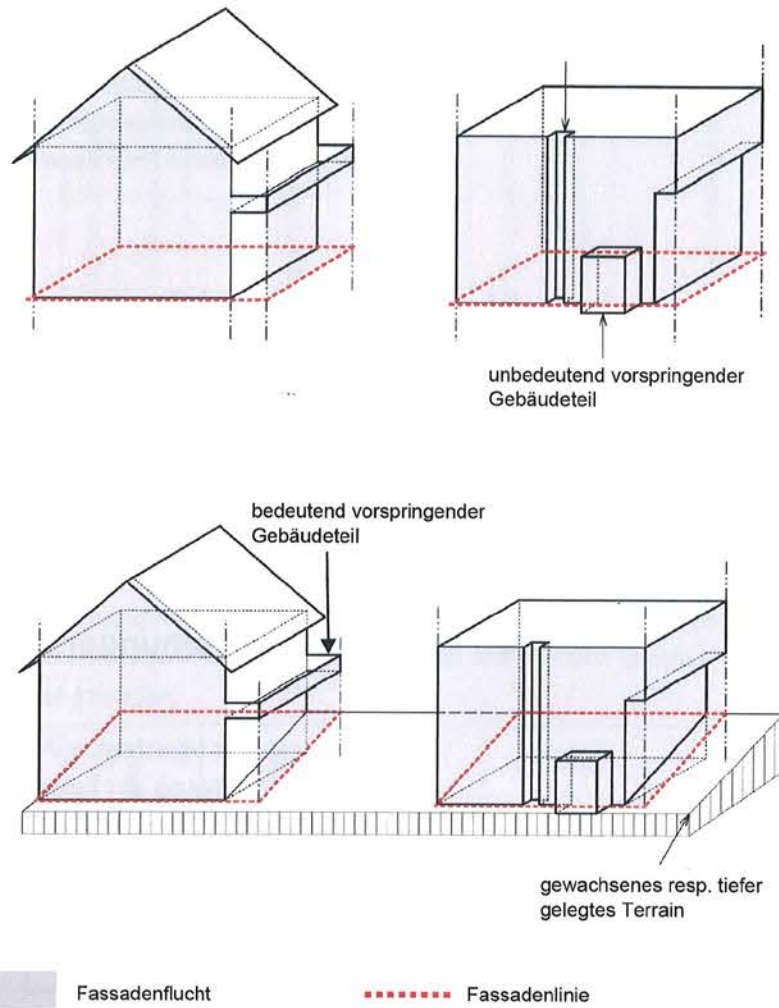 unbedeutend vorspringender
Gebäudeteil
bedeutend vorspringender
Gebäudeteil
gewachsenes resp. tiefer
gelegtes Terrain
Fassadenflucht
Fassadenlinie